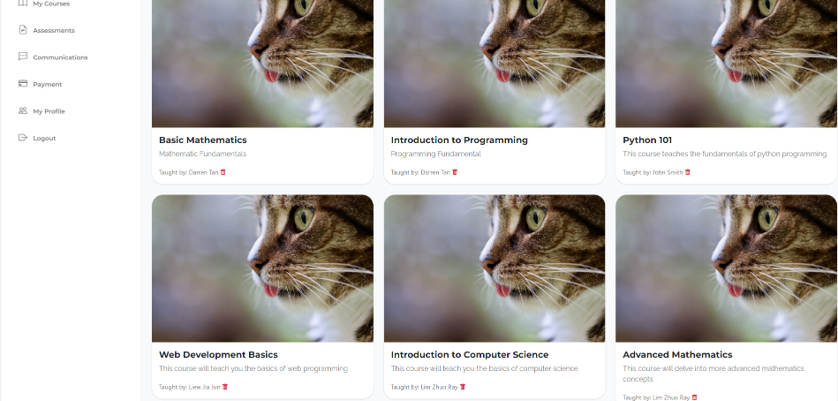 My Courses
Assessments
Communications
Payment
My Profile
Logout
Basic Mathematics
Mathematic Fundamentals
Taught by: Darren Tan
Introduction to Programming
Programming Fundamental
Taught by: Darren Tan
Python 101
This course teaches the fundamentals of python programming
Taught by: John Smith
Web Development Basics
This course will teach you the basics of web programming
Taught by: Liew Jia Jun
Introduction to Computer Science
This course will teach you the basics of computer science
Taught by: Lim Zhuo Ray
Advanced Mathematics
This course will delve into more advanced mathematics
concepts
Taught by: Lim Zhuo Ray